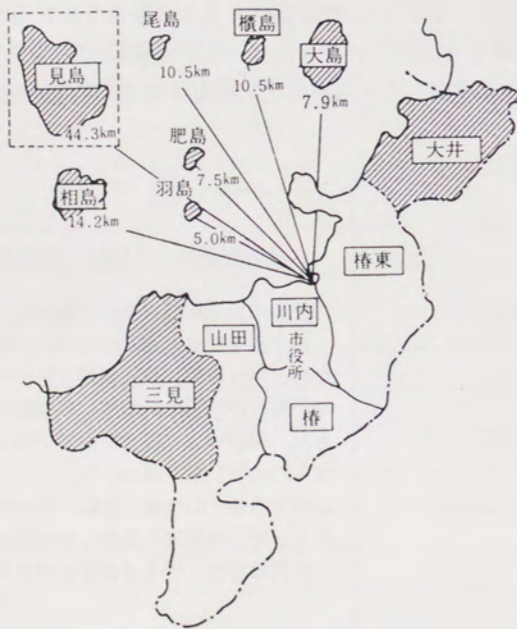 尾島
10.5km
櫃島
10.5km
大島
7.9km
見島
44.3km
肥島
7.5km
羽島
5.0km
相島
14.2km
大井
椿東
川内
市役所
山田
三見
椿